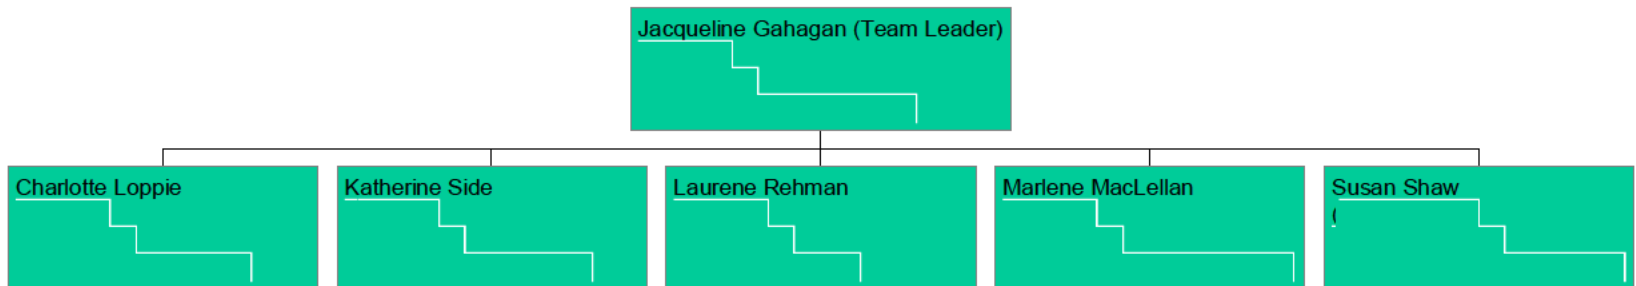 Jacqueline Gahagan (Team Leader)
Charlotte Loppie
Katherine Side
Laurene Rehman
Marlene MacLellan
Susan Shaw
(